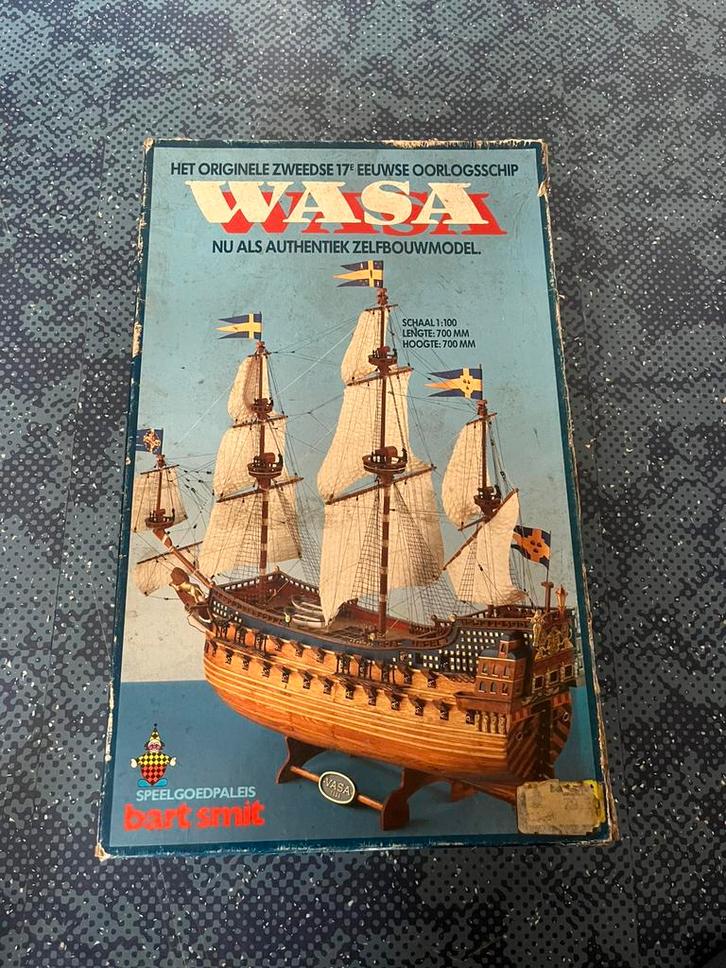 HET ORIGINELE ZWEEDSE 17E EEUWSE OORLOGSSCHIP
WASA
NU ALS AUTHENTIEK ZELFBOUWMODEL.
SCHAAL 1:100
LENGTE: 700 MM
HOOGTE: 700 MM
VASA
SPEELGOEDPALEIS
bart smit